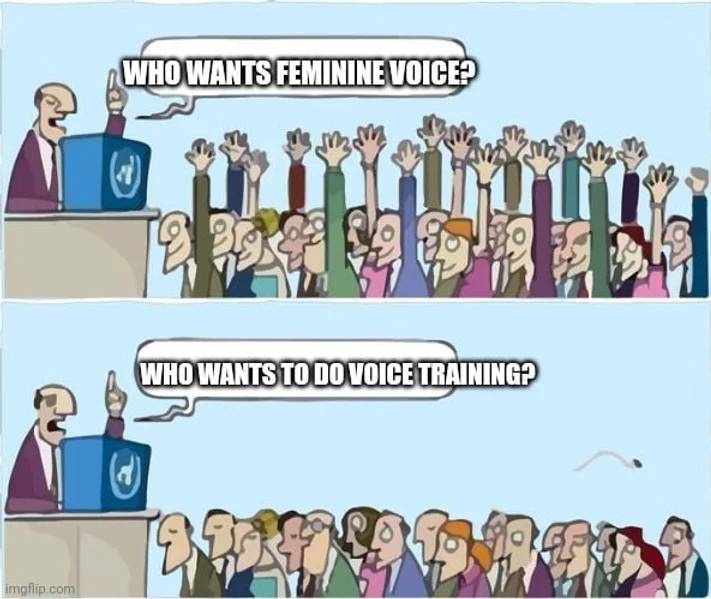 WHO WANTS FEMININE VOICE?
WHO WANTS TO DO VOICE TRAINING?
imgflip.com